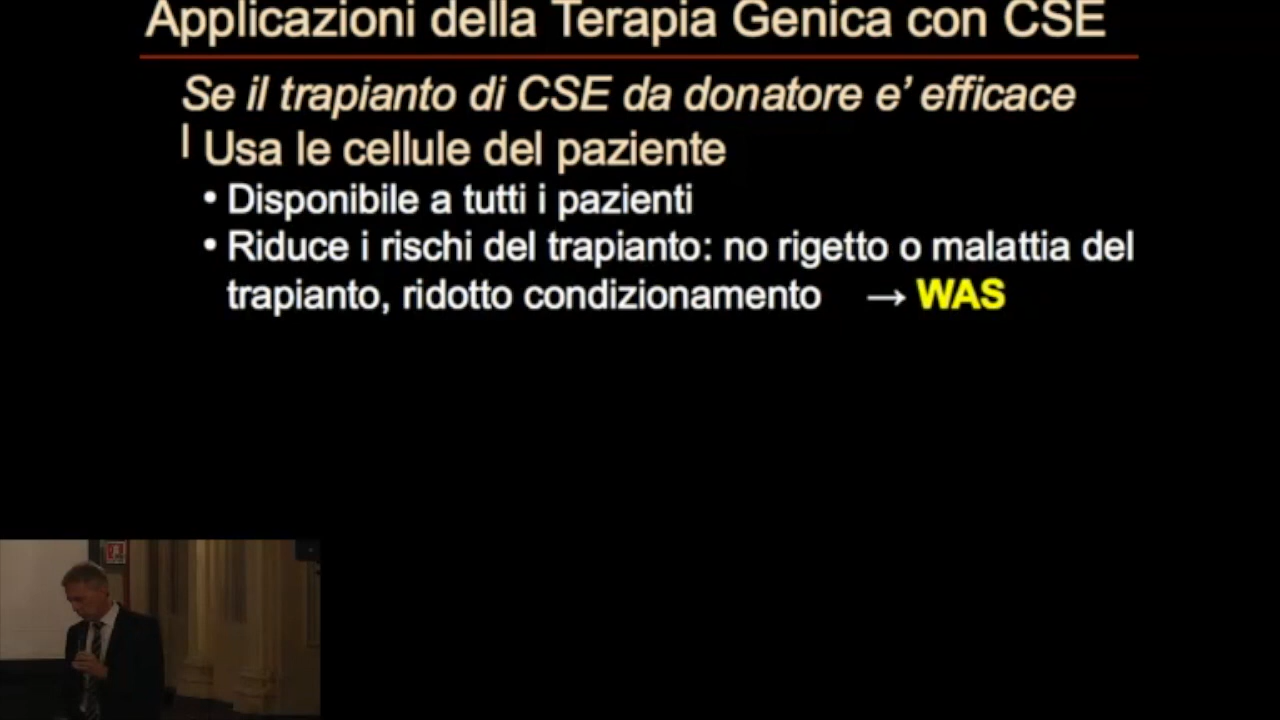 Applicazioni della Terapia Genica con CSE
Se il trapianto di CSE da donatore e’ efficace
Usa le cellule del paziente
• Disponibile a tutti i pazienti
• Riduce i rischi del trapianto: no rigetto o malattia del
trapianto, ridotto condizionamento → WAS